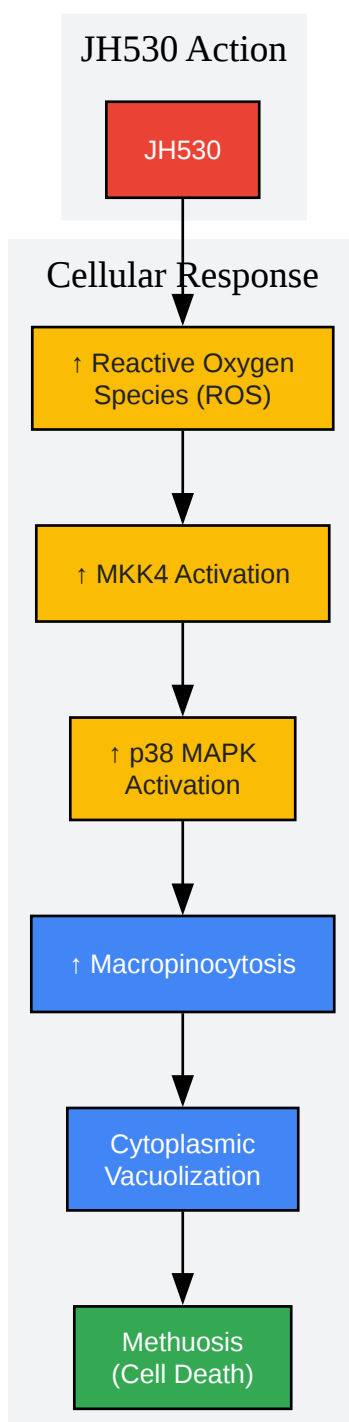 JH530 Action
JH530
Cellular Response
↑ Reactive Oxygen
Species (ROS)
↑ MKK4 Activation
↑ p38 MAPK
Activation
↑ Macropinocytosis
Cytoplasmic
Vacuolization
Methuosis
(Cell Death)